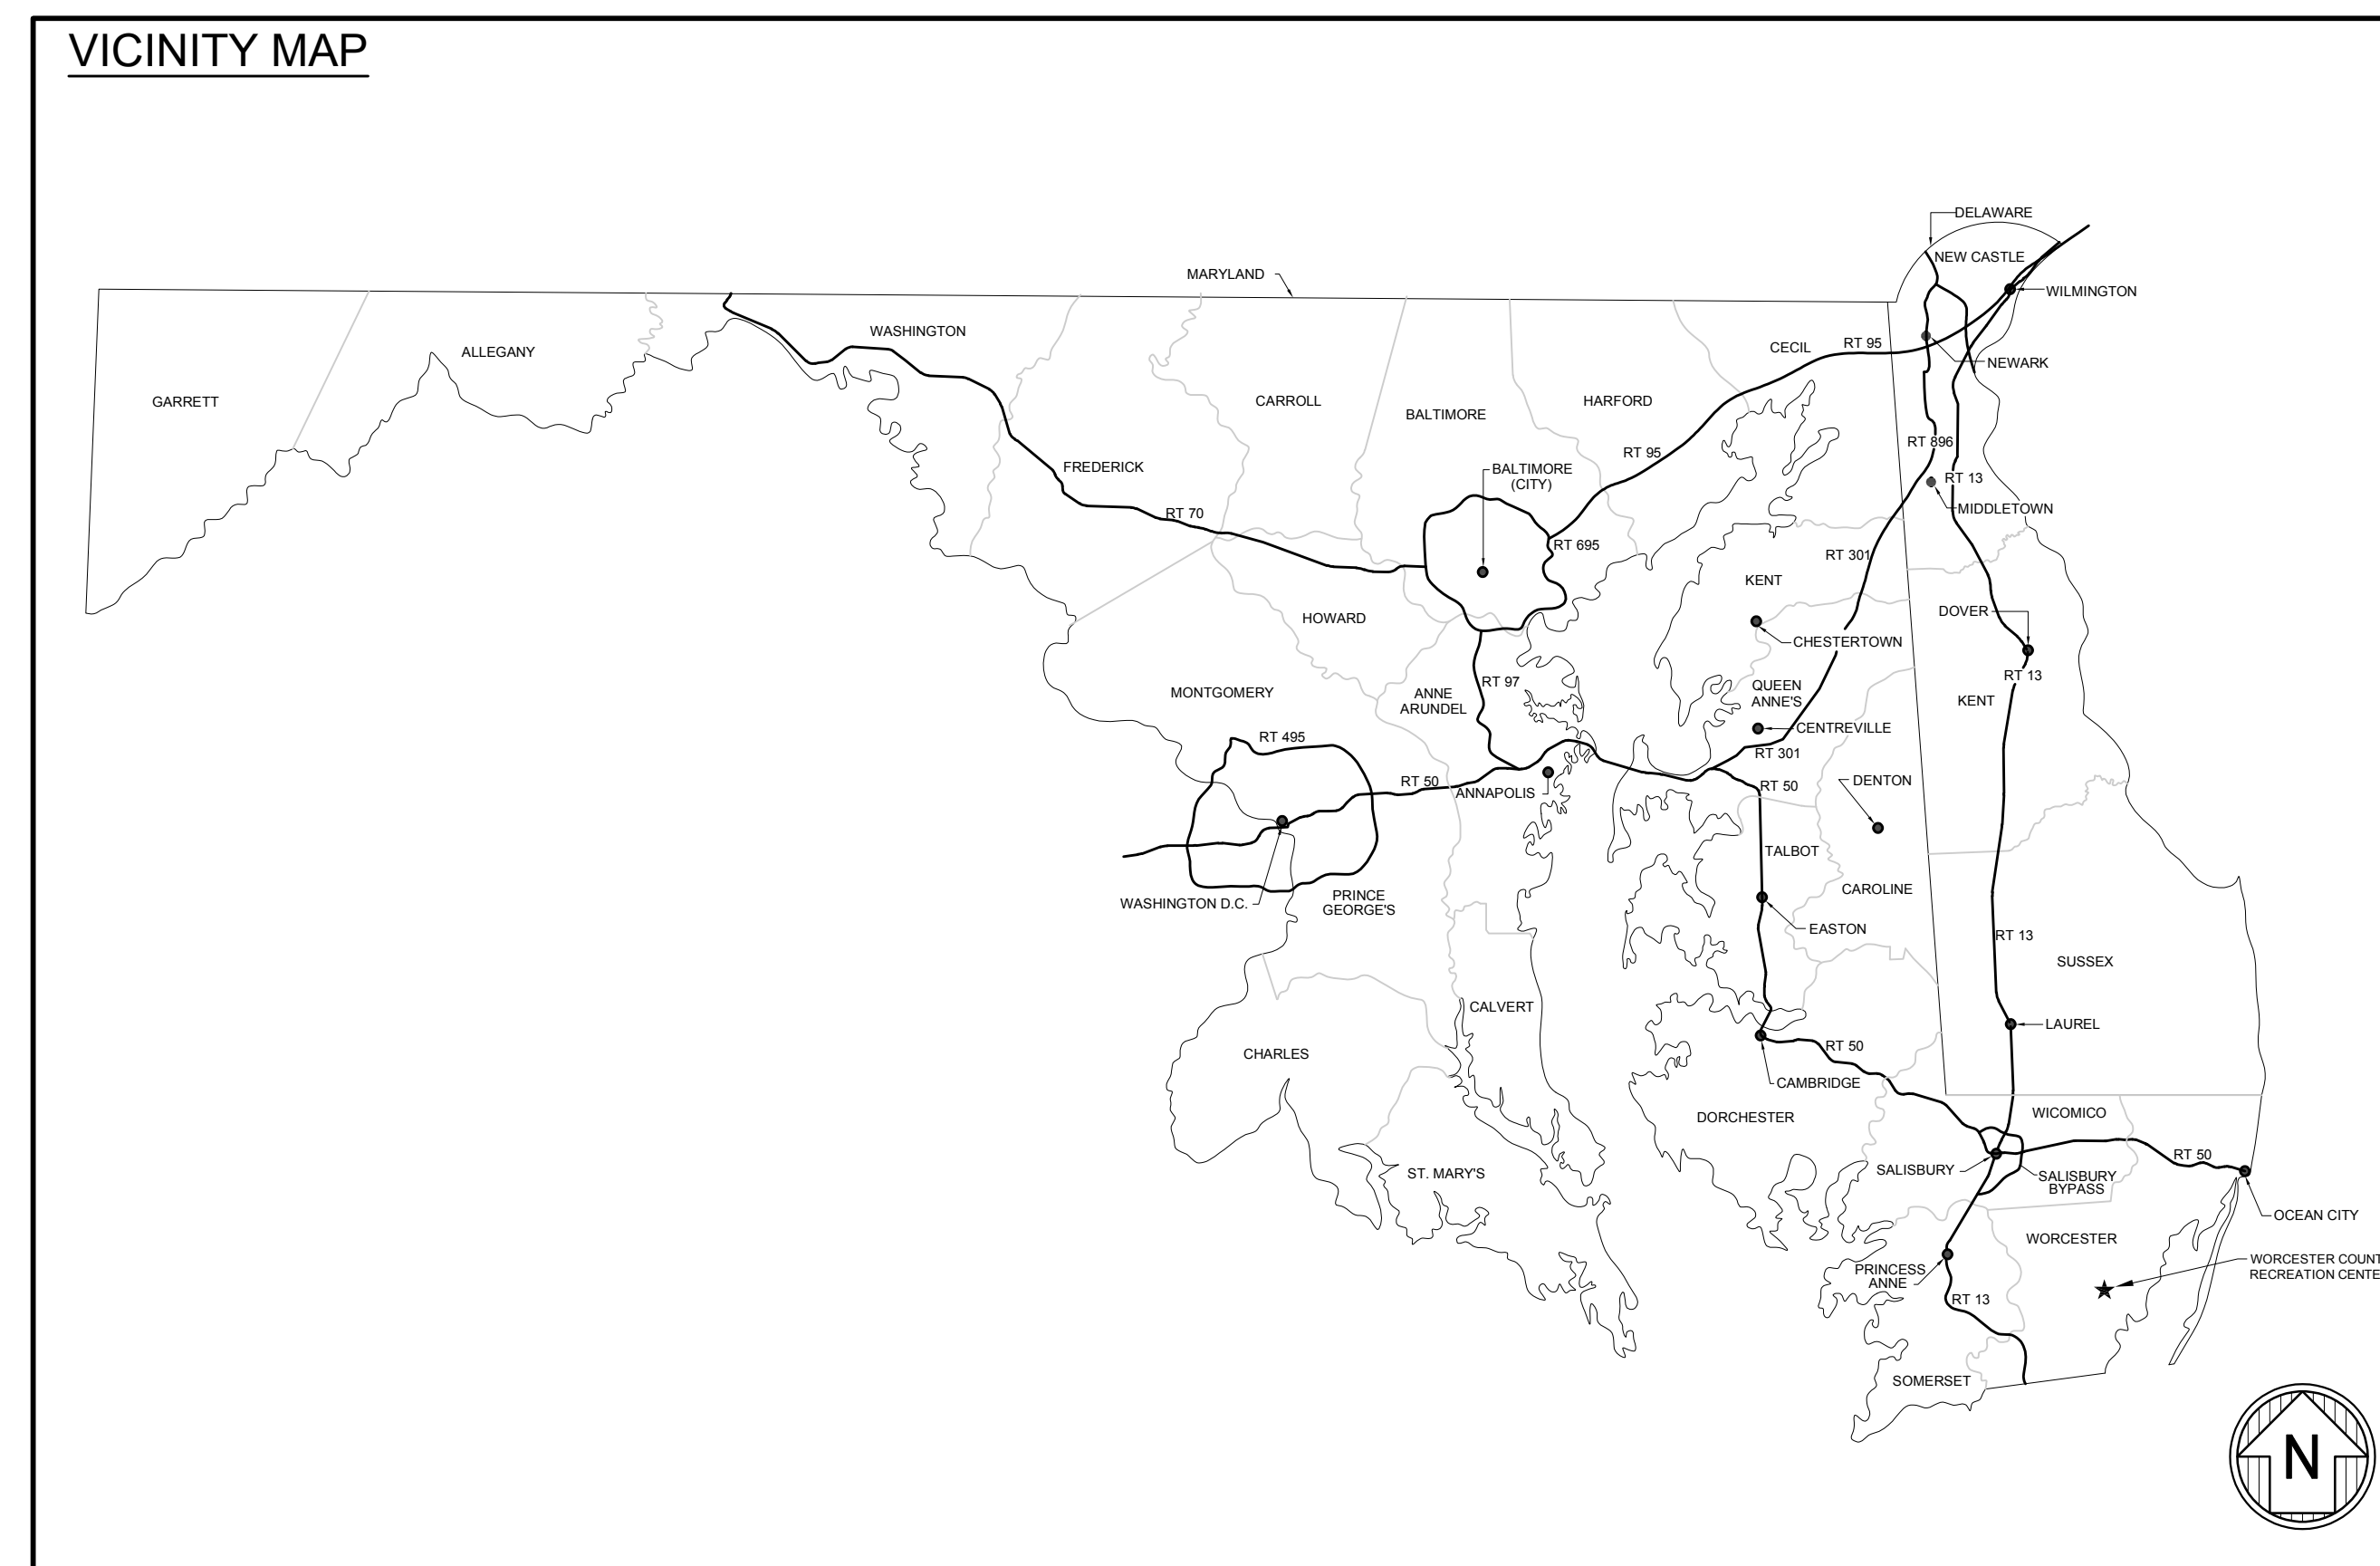 VICINITY MAP
DELAWARE
NEW CASTLE
MARYLAND
WILMINGTON
WASHINGTON
ALLEGANY
CECIL
RT 95
NEWARK
GARRETT
CARROLL
BALTIMORE
HARFORD
RT 896
RT 95
FREDERICK
BALTIMORE
(CITY)
RT 13
MIDDLETOWN
RT 70
RT 695
RT 301
KENT
DOVER
HOWARD
CHESTERTOWN
RT 13
MONTGOMERY
ANNE
ARUNDEL
RT 97
QUEEN
ANNE'S
KENT
CENTREVILLE
RT 495
RT 301
RT 50
ANNAPOLIS
RT 50
DENTON
TALBOT
CAROLINE
WASHINGTON D.C.
PRINCE
GEORGE'S
EASTON
RT 13
SUSSEX
CALVERT
LAUREL
CHARLES
RT 50
CAMBRIDGE
DORCHESTER
WICOMICO
ST. MARY'S
SALISBURY
SALISBURY
BYPASS
RT 50
OCEAN CITY
WORCESTER
WORCESTER COUNT
RECREATION CENTE
PRINCESS
ANNE
RT 13
SOMERSET
N